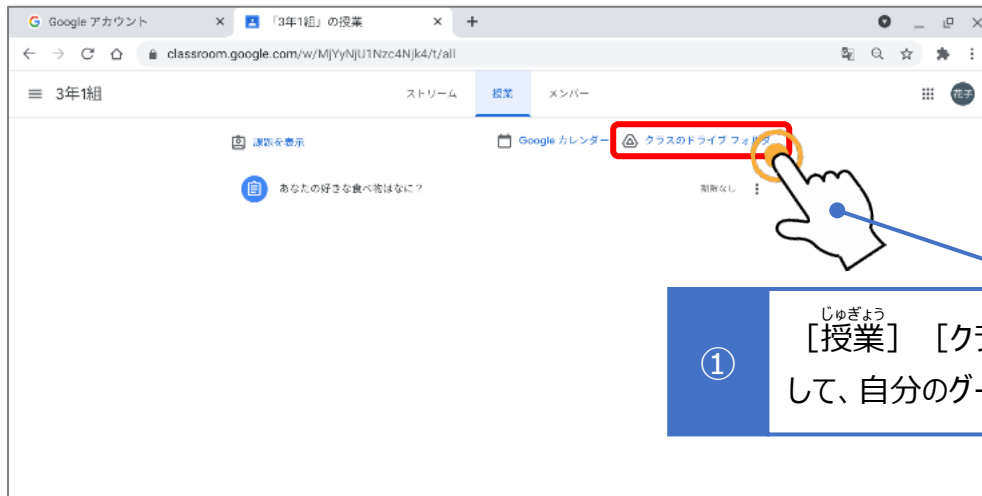 Google アカウント
「3年1組」の授業
classroom.google.com/w/MjYyNjU1Nzc4Njk4/t/all
3年1組
ストリーム 授業 メンバー
花子
課題を表示
Google カレンダー
クラスのドライブ フォルダ
あなたの好きな食べ物はなに？
期限なし
①
じゅぎょう
［授業］［クラ
して、自分のグー